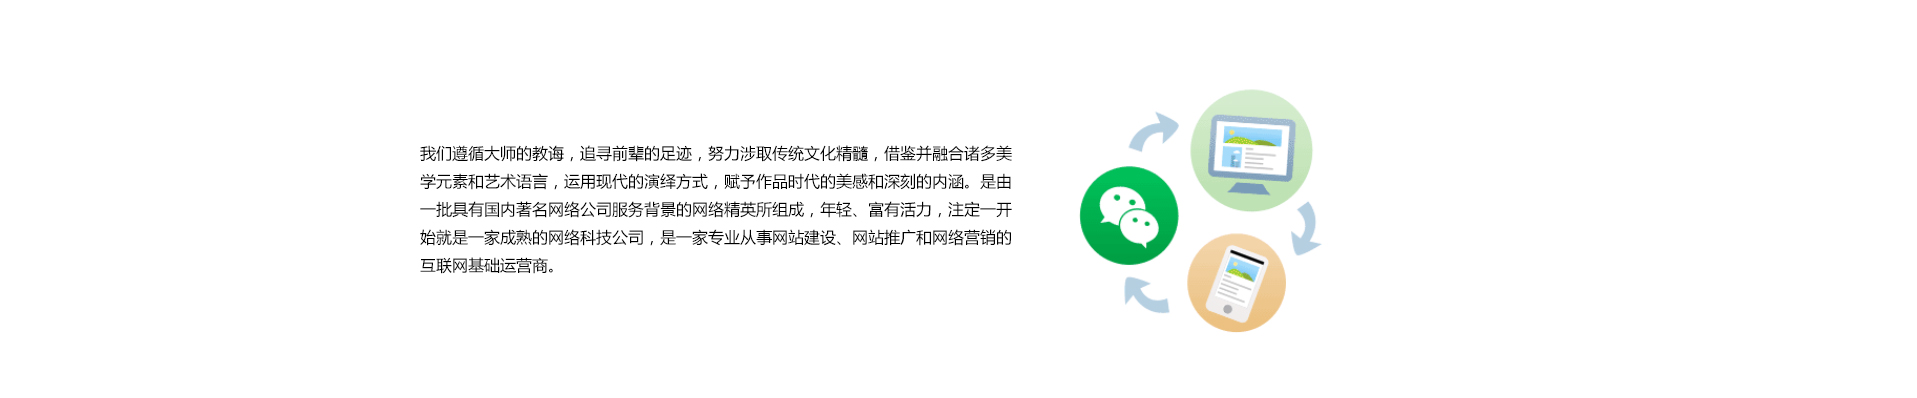 我们遵循大师的教诲，追寻前辈的足迹，努力涉取传统文化精髓，借鉴并融合诸多美
学元素和艺术语言，运用现代的演绎方式，赋予作品时代的美感和深刻的内涵。是由
一批具有国内著名网络公司服务背景的网络精英所组成，年轻、富有活力，注定一开
始就是一家成熟的网络科技公司，是一家专业从事网站建设、网站推广和网络营销的
互联网基础运营商。